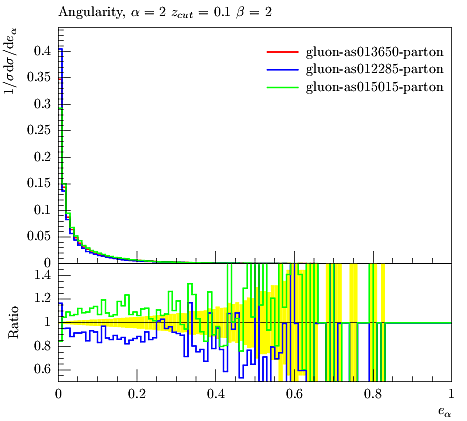 Angularity, α = 2 z_cut = 0.1 β = 2
1/σ dσ/de_α
gluon-as013650-parton
gluon-as012285-parton
gluon-as015015-parton
0.4
0.35
0.3
0.25
0.2
0.15
0.1
0.05
0
Ratio
1.4
1.2
1
0.8
0.6
0 0.2 0.4 0.6 0.8 1
e_α